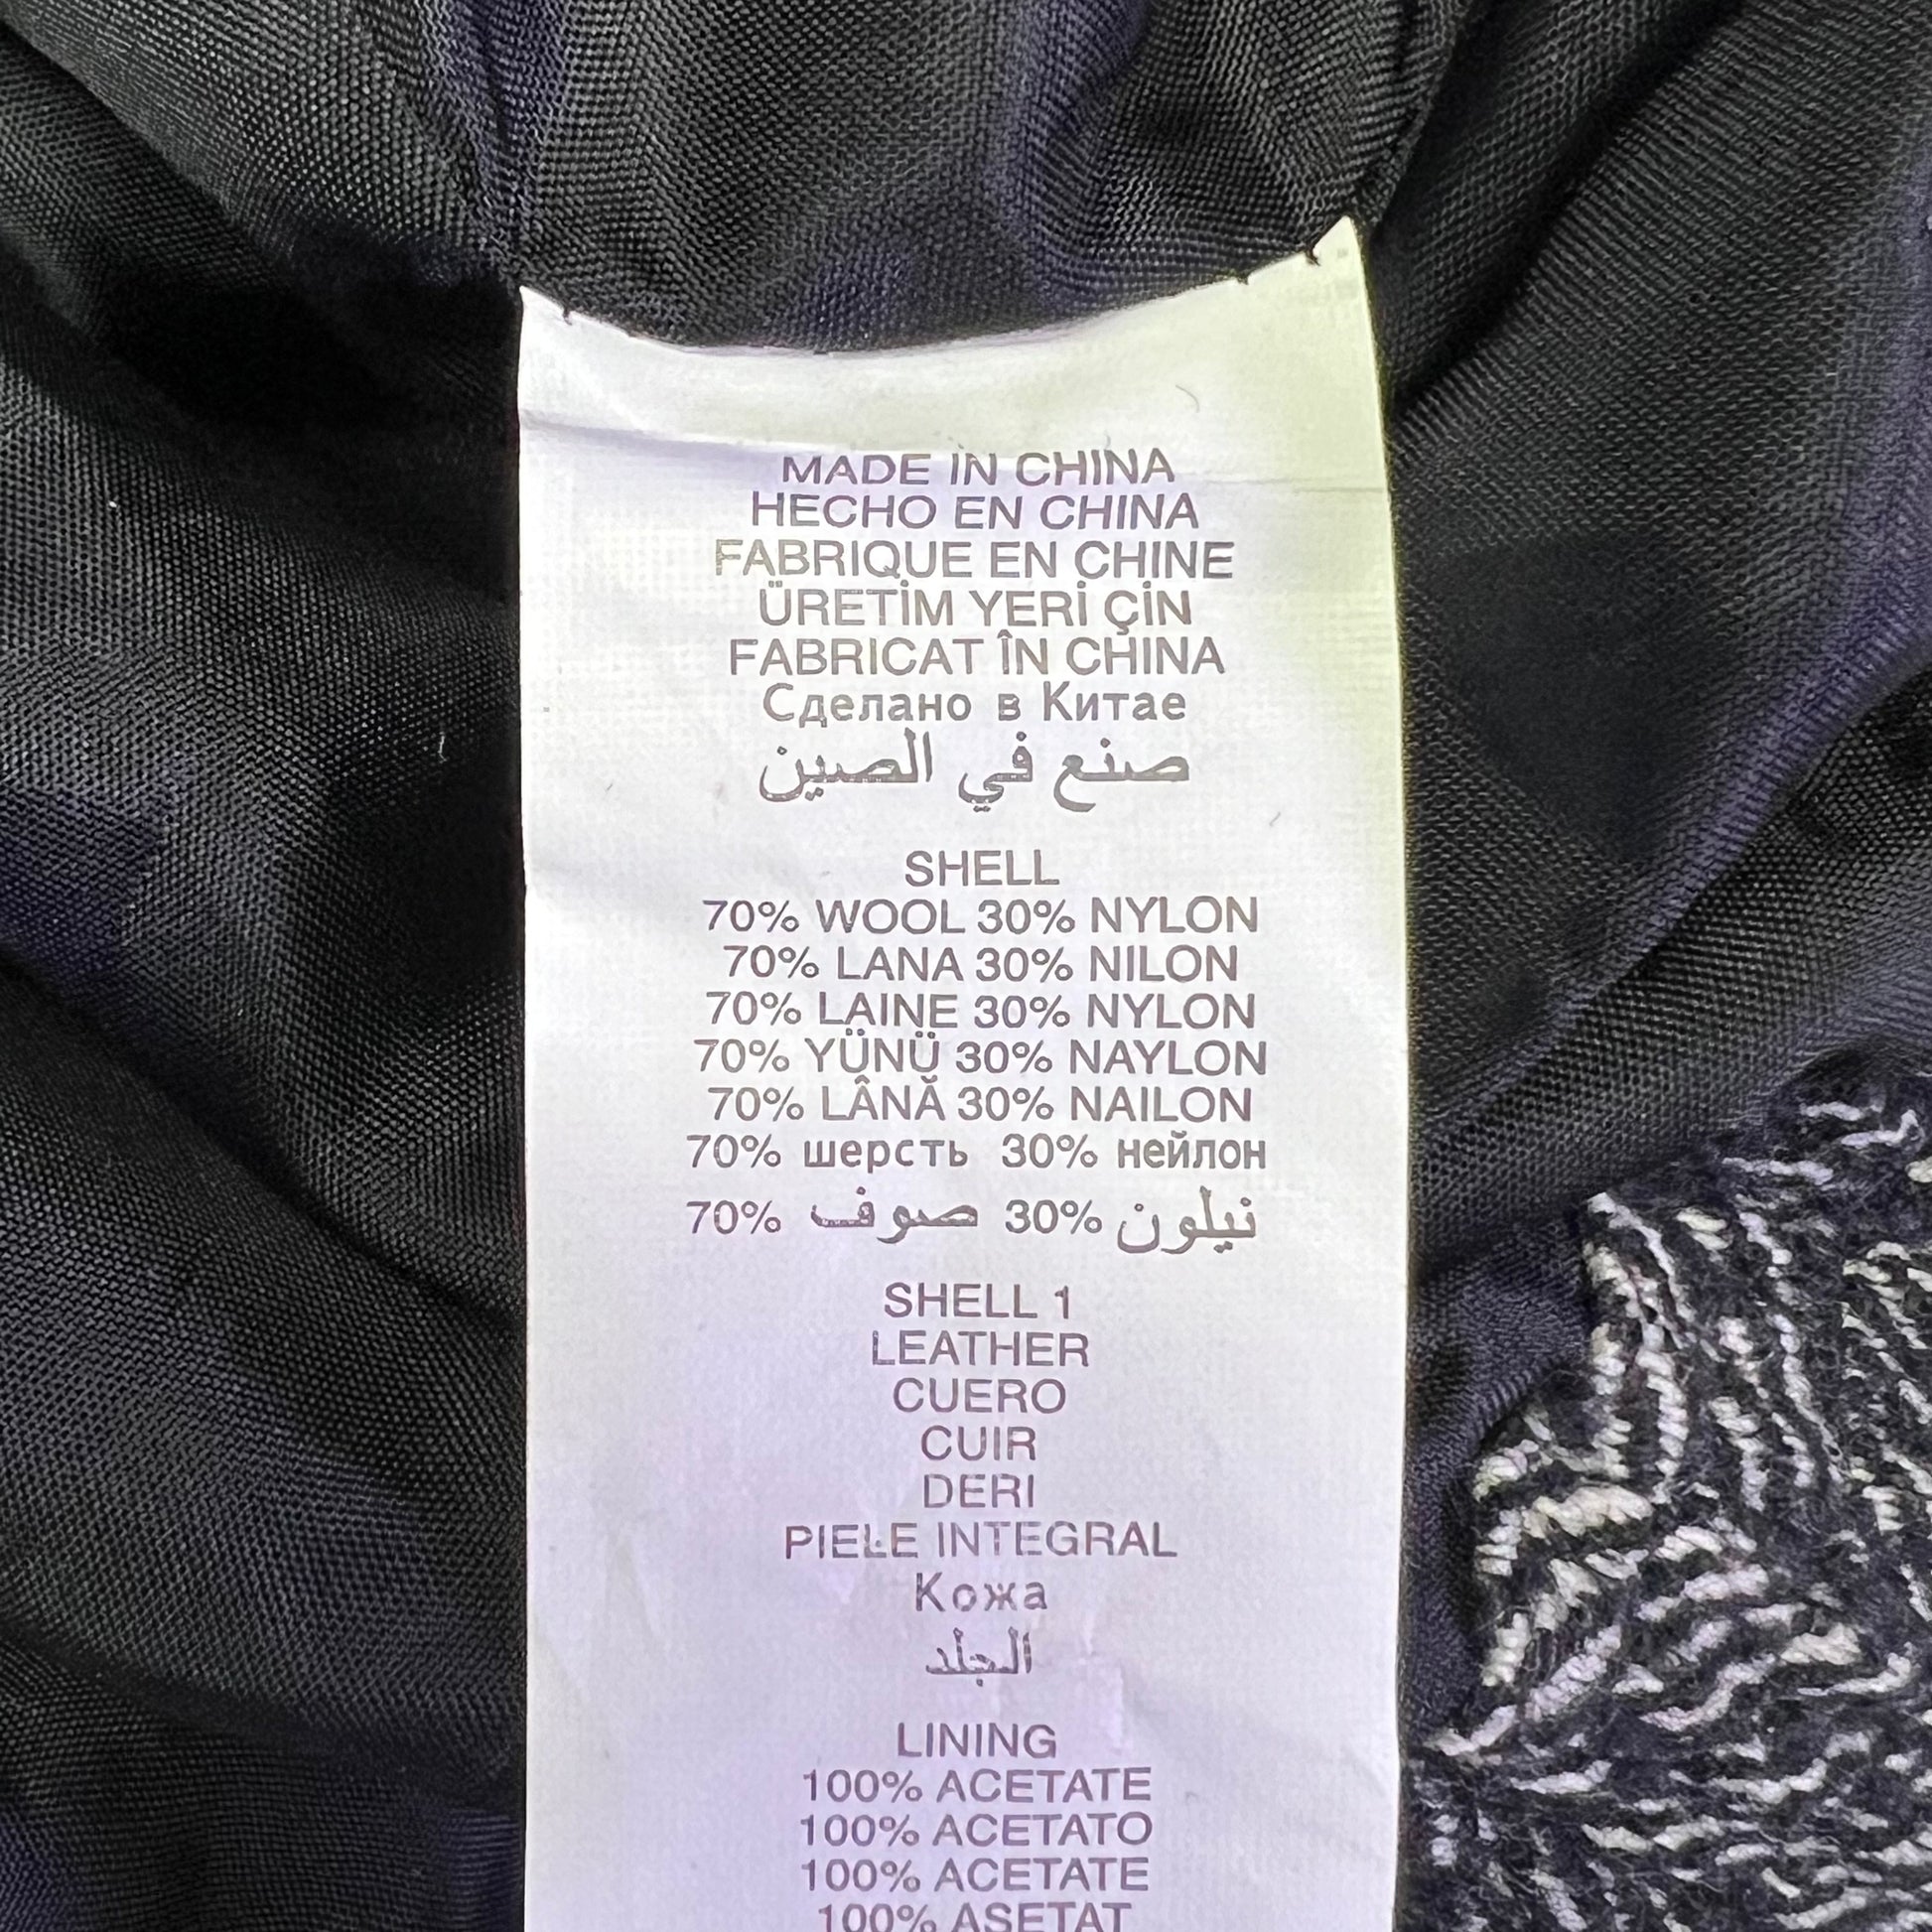 MADE IN CHINA
HECHO EN CHINA
FABRIQUE EN CHINE
ÜRETİM YERİ ÇİN
FABRICAT ÎN CHINA
Сделано в Китае
صنع في الصين
SHELL
70% WOOL 30% NYLON
70% LANA 30% NILON
70% LAINE 30% NYLON
70% YÜNÜ 30% NAYLON
70% LÂNĂ 30% NAILON
70% шерсть 30% нейлон
70% صوف 30% نيلون
SHELL 1
LEATHER
CUERO
CUIR
DERI
PIELE INTEGRAL
Кожа
الجلد
LINING
100% ACETATE
100% ACETATO
100% ACETATE
100% ASETAT